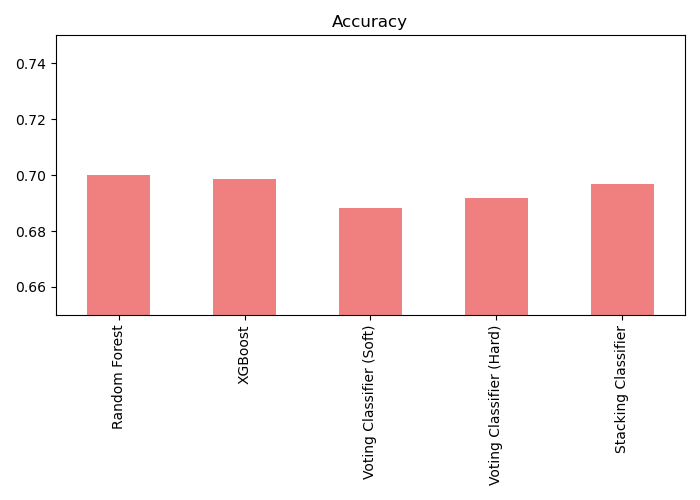 Accuracy
0.74
0.72
0.70
0.68
0.66
Random Forest
XGBoost
Voting Classifier (Soft)
Voting Classifier (Hard)
Stacking Classifier